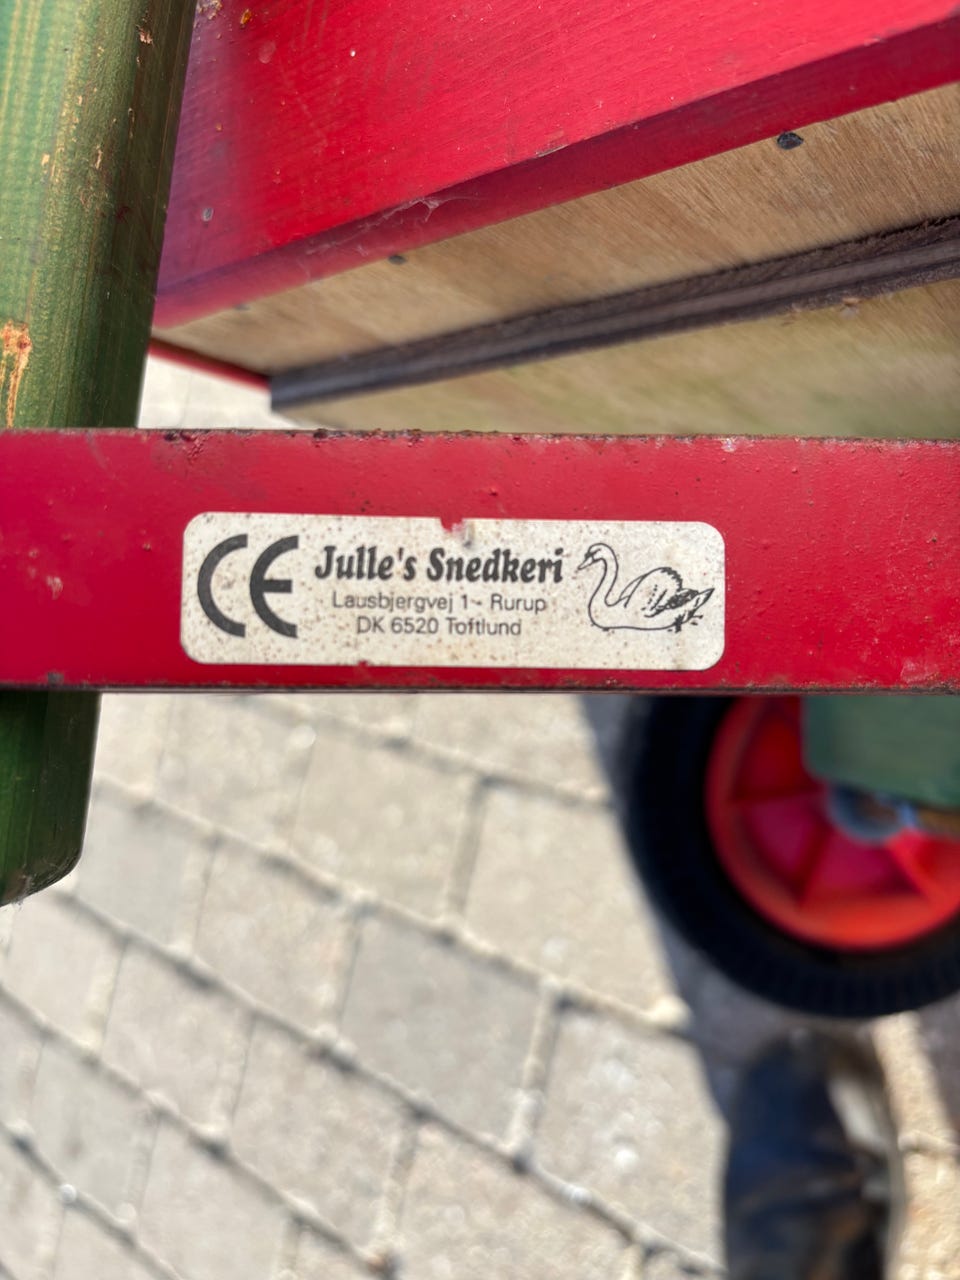 CE
Julle's Snedkeri
Lausbjergvej 1 - Rurup
DK 6520 Toftlund